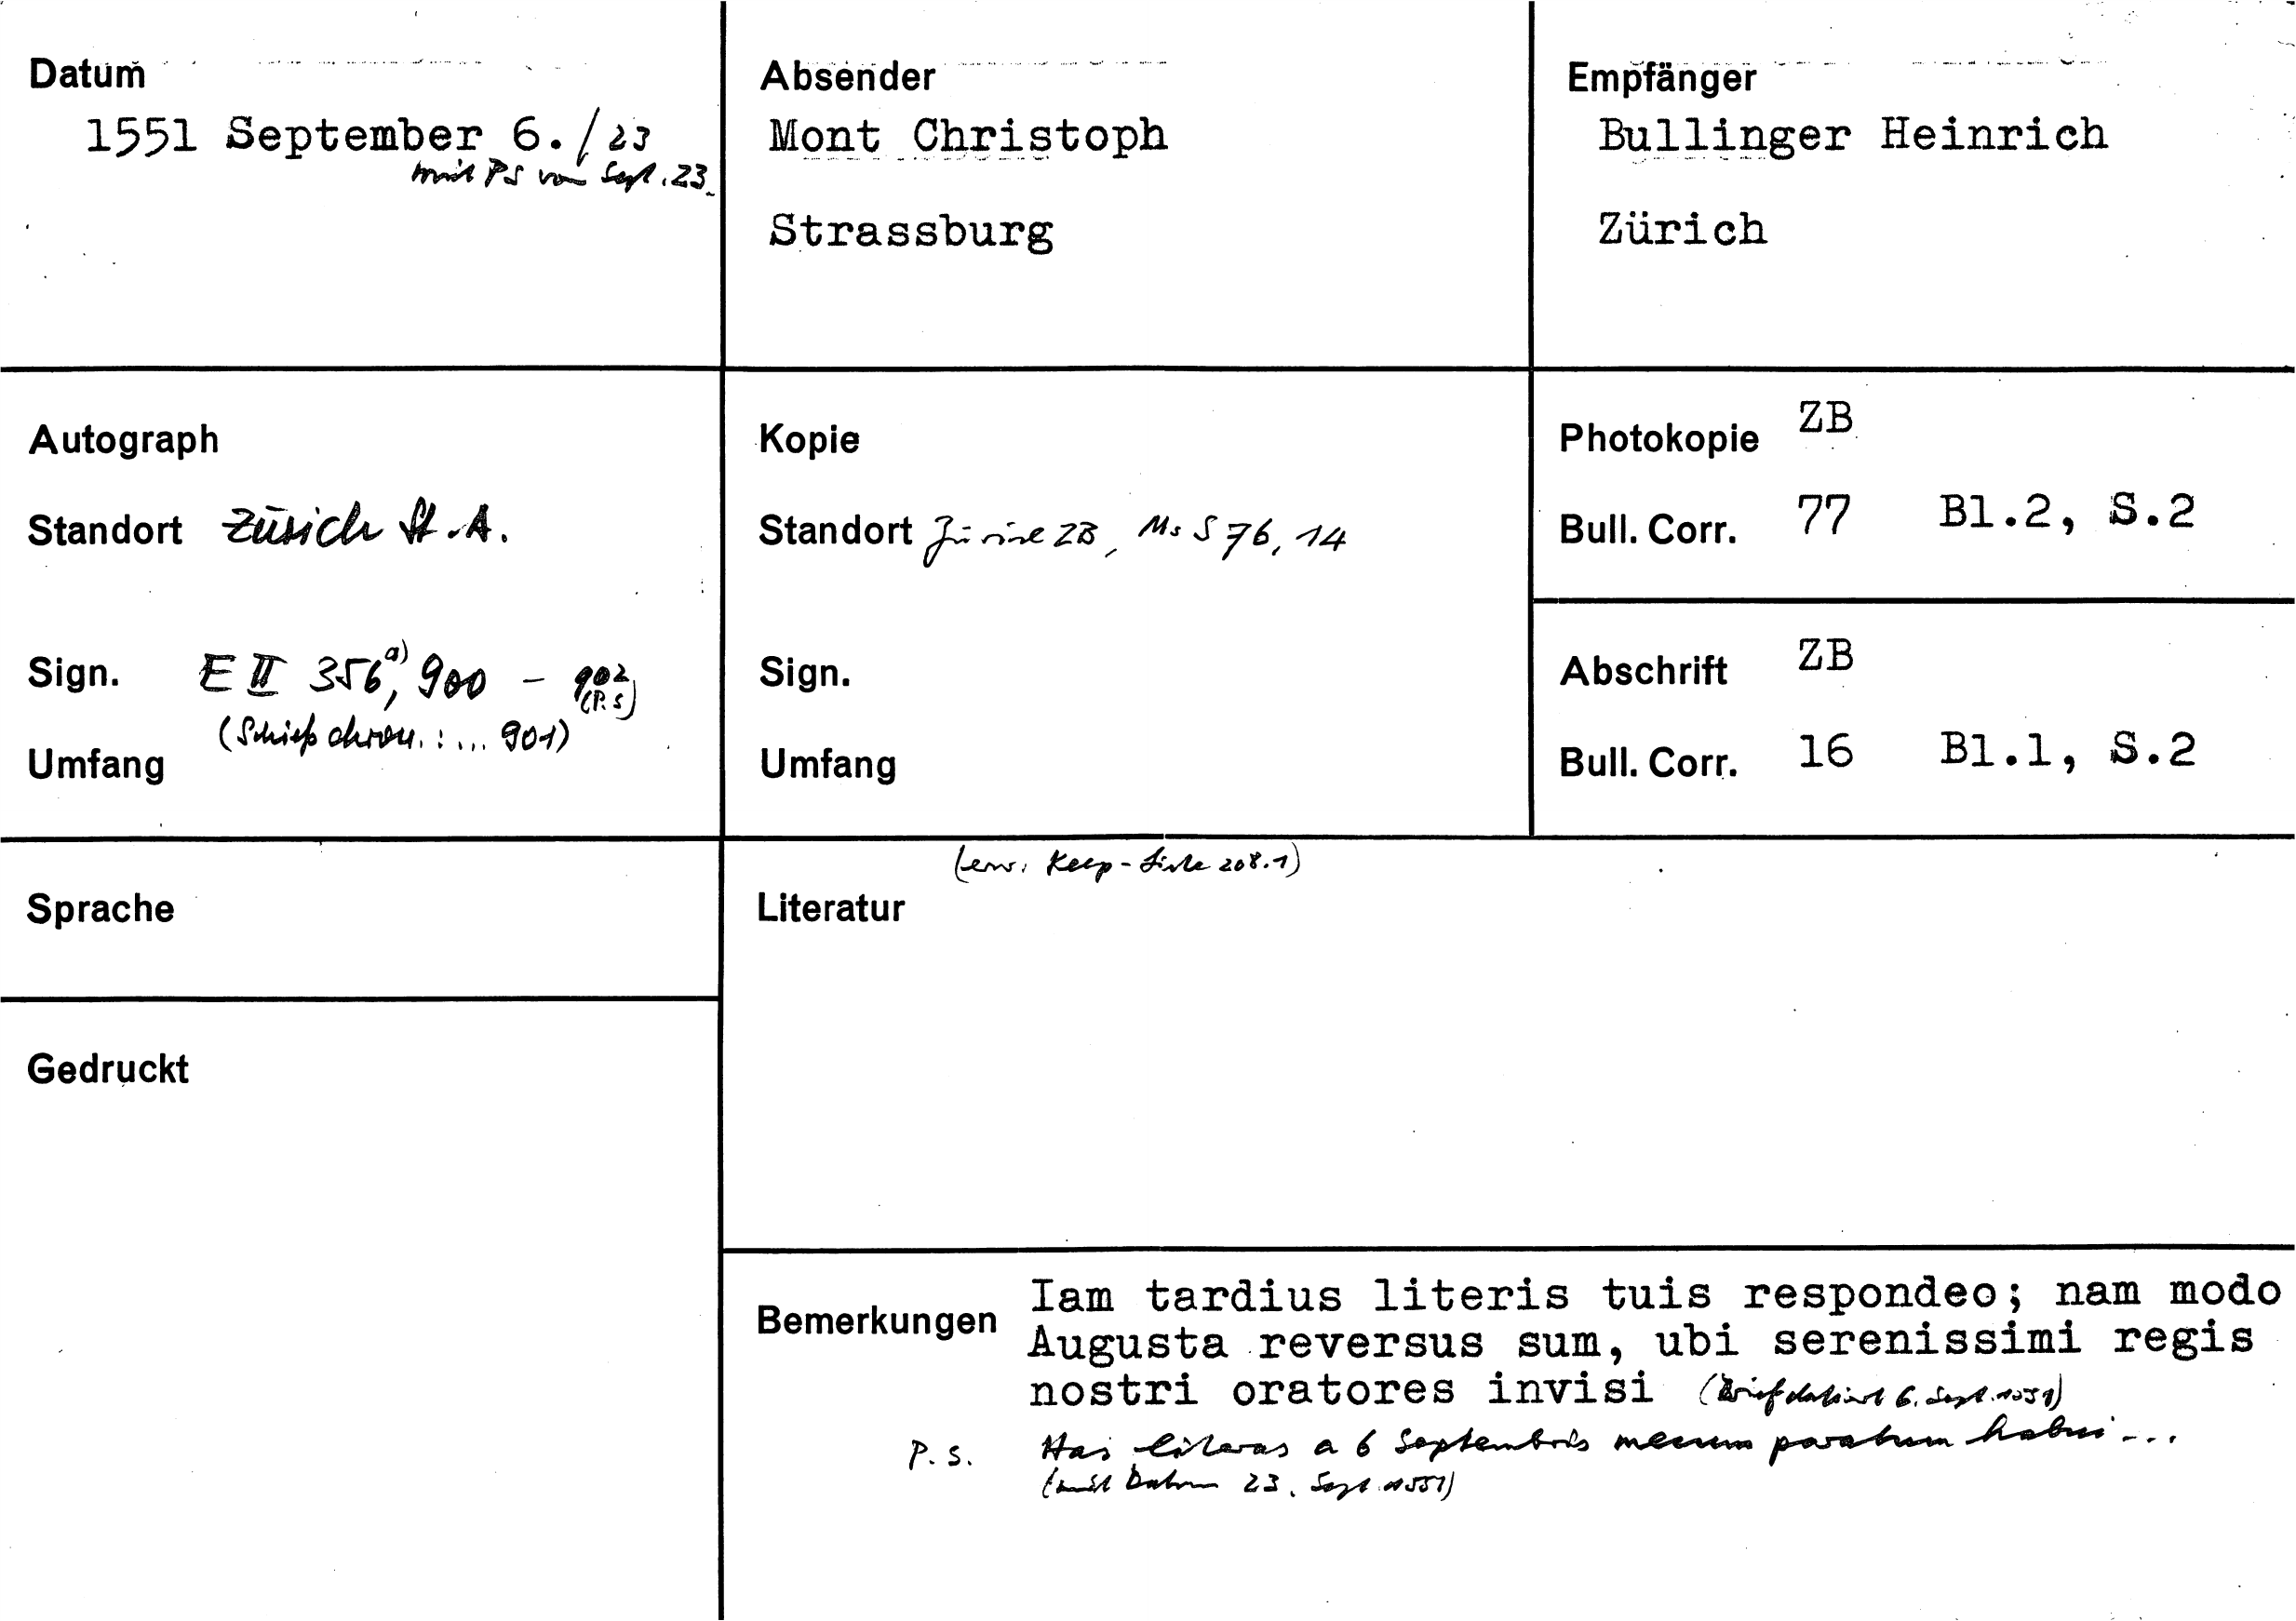 Datum
1551 September 6./23
mit PS von Sept. 23.
Absender
Mont Christoph
Strassburg
Empfänger
Bullinger Heinrich
Zürich
Autograph
Standort Zürich St.A.
Sign. E II 356a), 900 - 902
(P.S)
(Schieß chron.: ... 901)
Umfang
Kopie
Standort Zürich ZB, Ms S 76, 14
Sign.
Umfang
Photokopie ZB
Bull. Corr. 77 Bl.2, S.2
Abschrift ZB
Bull. Corr. 16 Bl.1, S.2
Sprache
Gedruckt
Keep-Liste 208.1)
Literatur
Bemerkungen
Iam tardius literis tuis respondeo; nam modo
Augusta reversus sum, ubi serenissimi regis
nostri oratores invisi (Brief datiert 6. Sept. 1551)
P.S. Has literas a 6 Septembris mecum paratum habui...
(mit Datum 23. Sept. 1551)